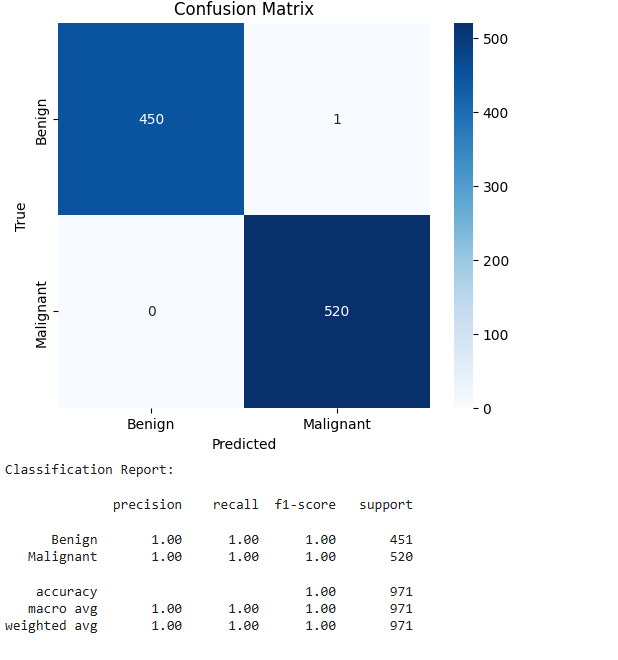 Confusion Matrix
Benign
450
1
500
400
300
True
200
Malignant
0
520
100
0
Benign
Malignant
Predicted
Classification Report:
precision recall f1-score support
Benign 1.00 1.00 1.00 451
Malignant 1.00 1.00 1.00 520
accuracy 1.00 971
macro avg 1.00 1.00 1.00 971
weighted avg 1.00 1.00 1.00 971